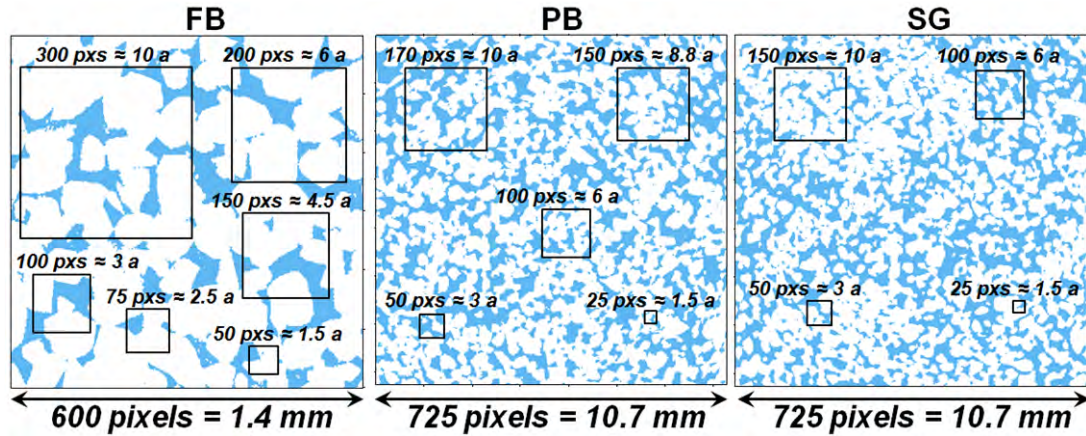 FB PB SG
300 pxs ≈ 10 a 200 pxs ≈ 6 a 170 pxs ≈ 10 a 150 pxs ≈ 8.8 a 150 pxs ≈ 10 a 100 pxs ≈ 6 a
150 pxs ≈ 4.5 a 100 pxs ≈ 6 a
100 pxs ≈ 3 a
75 pxs ≈ 2.5 a 50 pxs ≈ 3 a 25 pxs ≈ 1.5 a 50 pxs ≈ 3 a 25 pxs ≈ 1.5 a
50 pxs ≈ 1.5 a
600 pixels = 1.4 mm 725 pixels = 10.7 mm 725 pixels = 10.7 mm